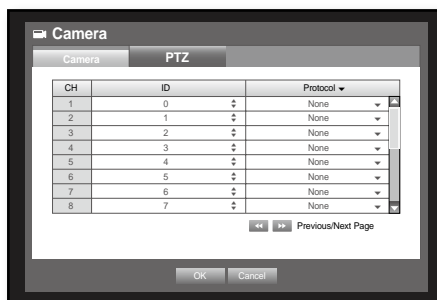 Camera
Camera PTZ
CH ID Protocol
1 0 None
2 1 None
3 2 None
4 3 None
5 4 None
6 5 None
7 6 None
8 7 None
Previous/Next Page
OK Cancel